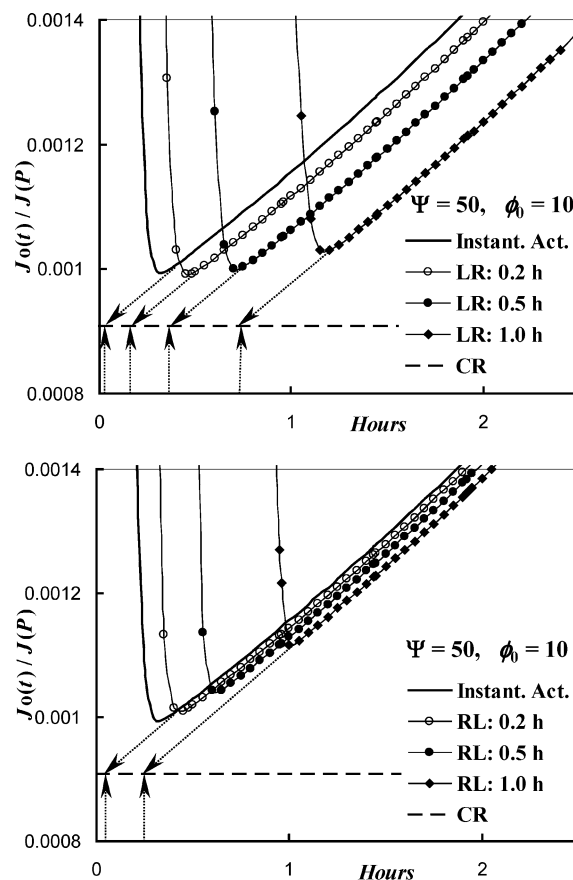 0.0014
0.0012
0.001
0.0008
Jo(t) / J(P)
Ψ = 50, ϕ₀ = 10
Instant. Act.
LR: 0.2 h
LR: 0.5 h
LR: 1.0 h
CR
0
1
2
Hours
0.0014
0.0012
0.001
0.0008
Jo(t) / J(P)
Ψ = 50, ϕ₀ = 10
Instant. Act.
RL: 0.2 h
RL: 0.5 h
RL: 1.0 h
CR
0
1
2
Hours